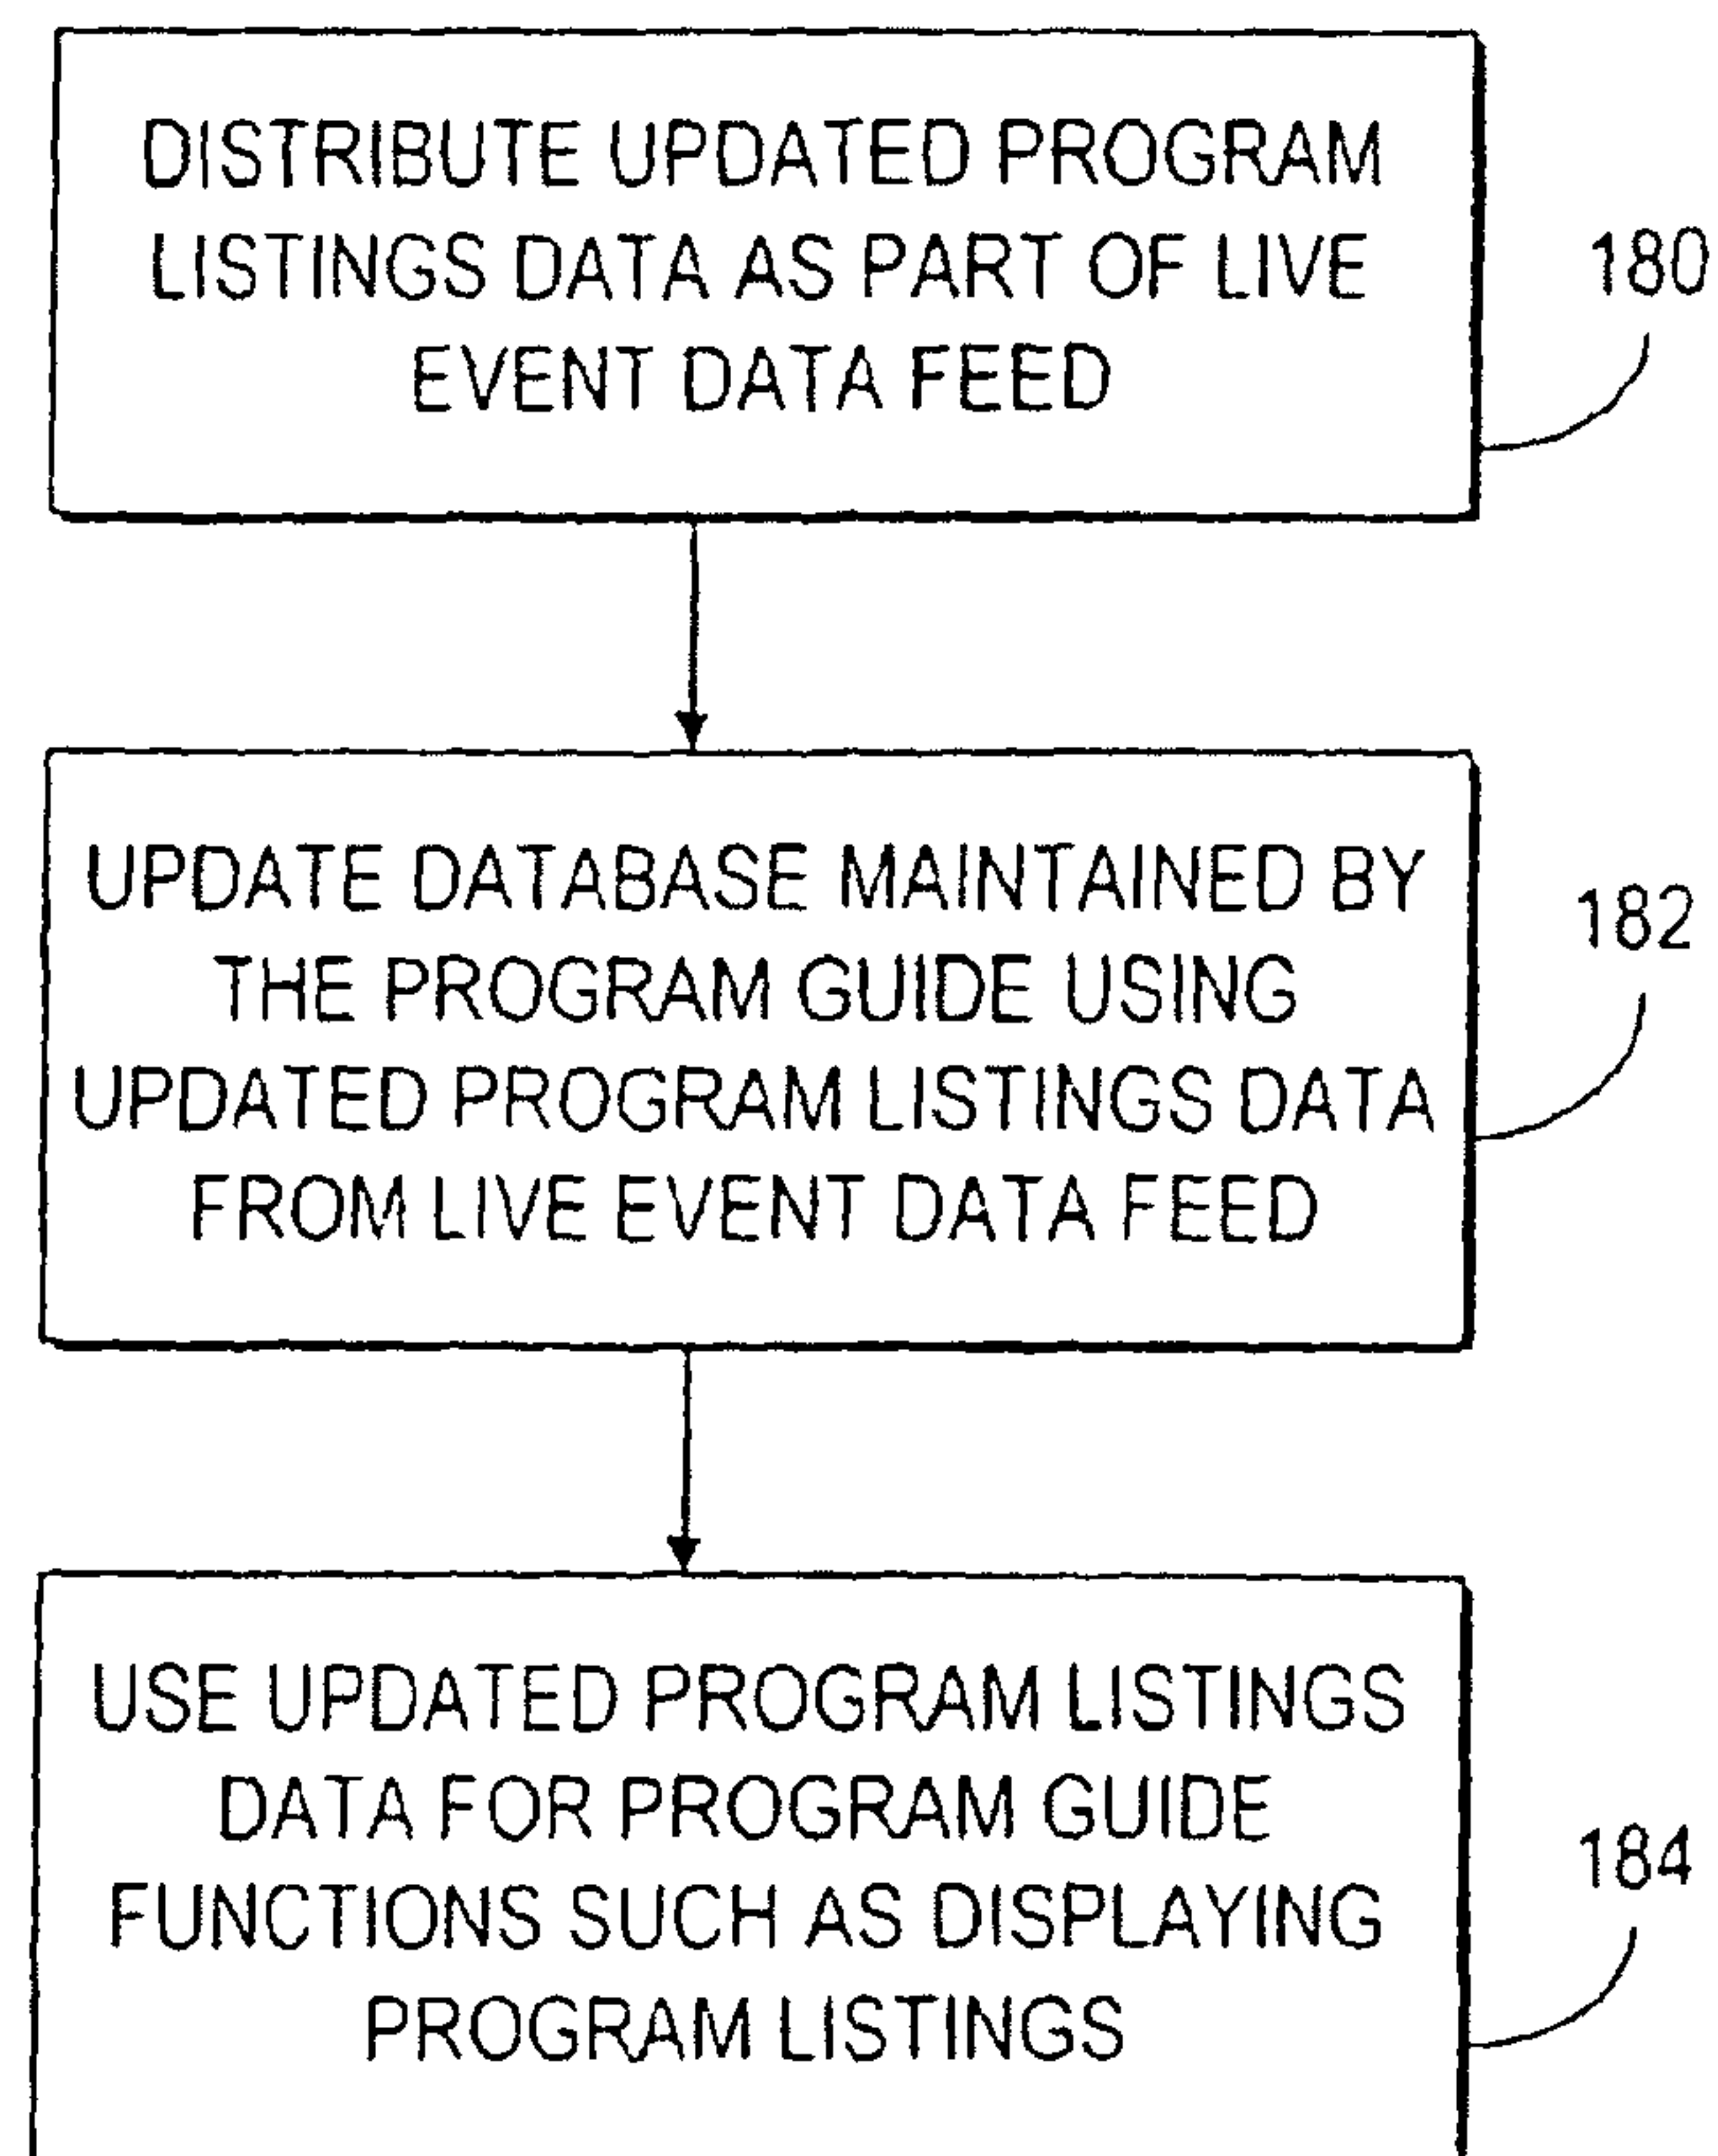 DISTRIBUTE UPDATED PROGRAM
LISTINGS DATA AS PART OF LIVE
EVENT DATA FEED
180
UPDATE DATABASE MAINTAINED BY
THE PROGRAM GUIDE USING
UPDATED PROGRAM LISTINGS DATA
FROM LIVE EVENT DATA FEED
182
USE UPDATED PROGRAM LISTINGS
DATA FOR PROGRAM GUIDE
FUNCTIONS SUCH AS DISPLAYING
PROGRAM LISTINGS
184